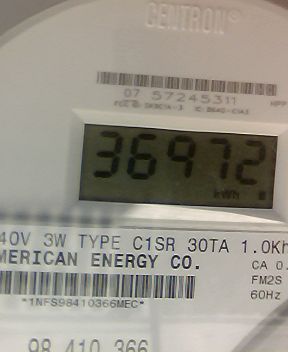 CENTRON®
07 57245311
36972
kWh
40V 3W TYPE C1SR 30TA 1.0Kh
MERICAN ENERGY CO.
CA 0.
FM2S
*1NFS98410366MEC*
60Hz
98 410 366